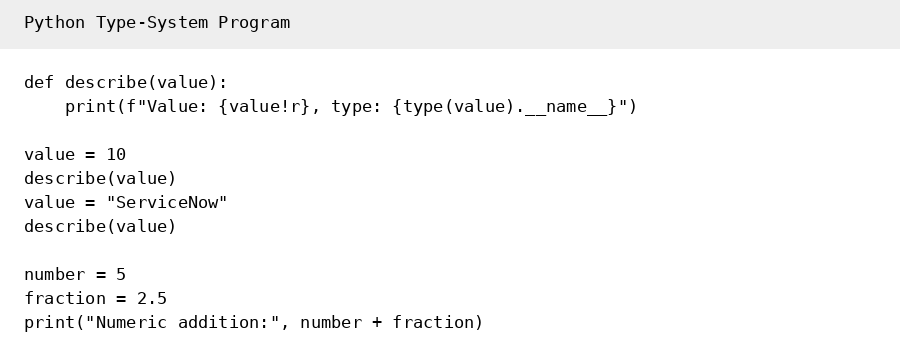 Python Type-System Program
def describe(value):
    print(f"Value: {value!r}, type: {type(value).__name__}")
value = 10
describe(value)
value = "ServiceNow"
describe(value)
number = 5
fraction = 2.5
print("Numeric addition:", number + fraction)